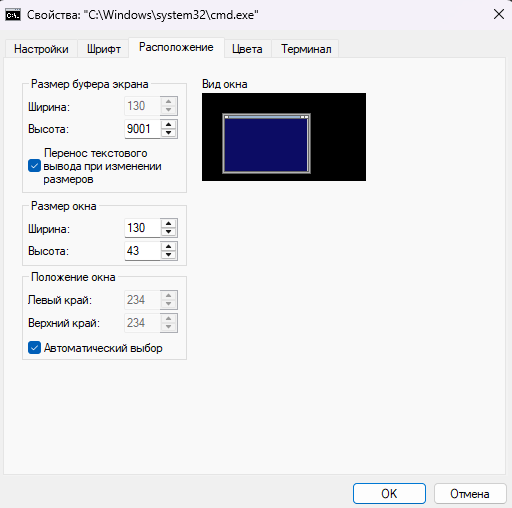 Свойства: "C:\Windows\system32\cmd.exe"
Настройки
Шрифт
Расположение
Цвета
Терминал
Размер буфера экрана
Ширина: 130
Высота: 9001
Перенос текстового
вывода при изменении
размеров
Размер окна
Ширина: 130
Высота: 43
Положение окна
Левый край: 234
Верхний край: 234
Автоматический выбор
Вид окна
ОК
Отмена